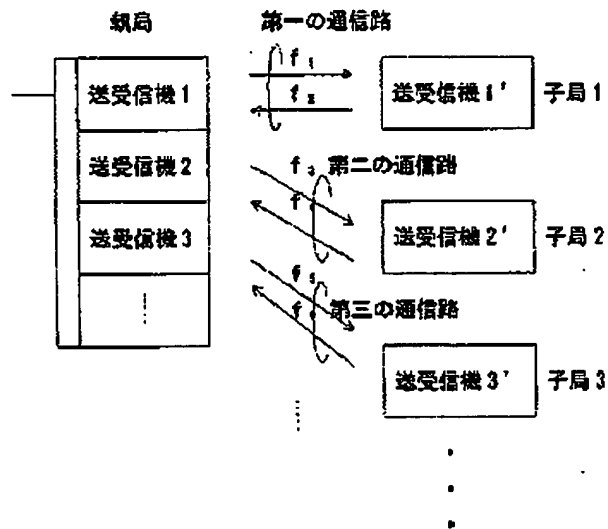 親局
第一の通信路
送受信機1
f₁
f₂
送受信機1'
子局1
送受信機2
f₃
第二の通信路
送受信機2'
子局2
送受信機3
f₅
第三の通信路
送受信機3'
子局3